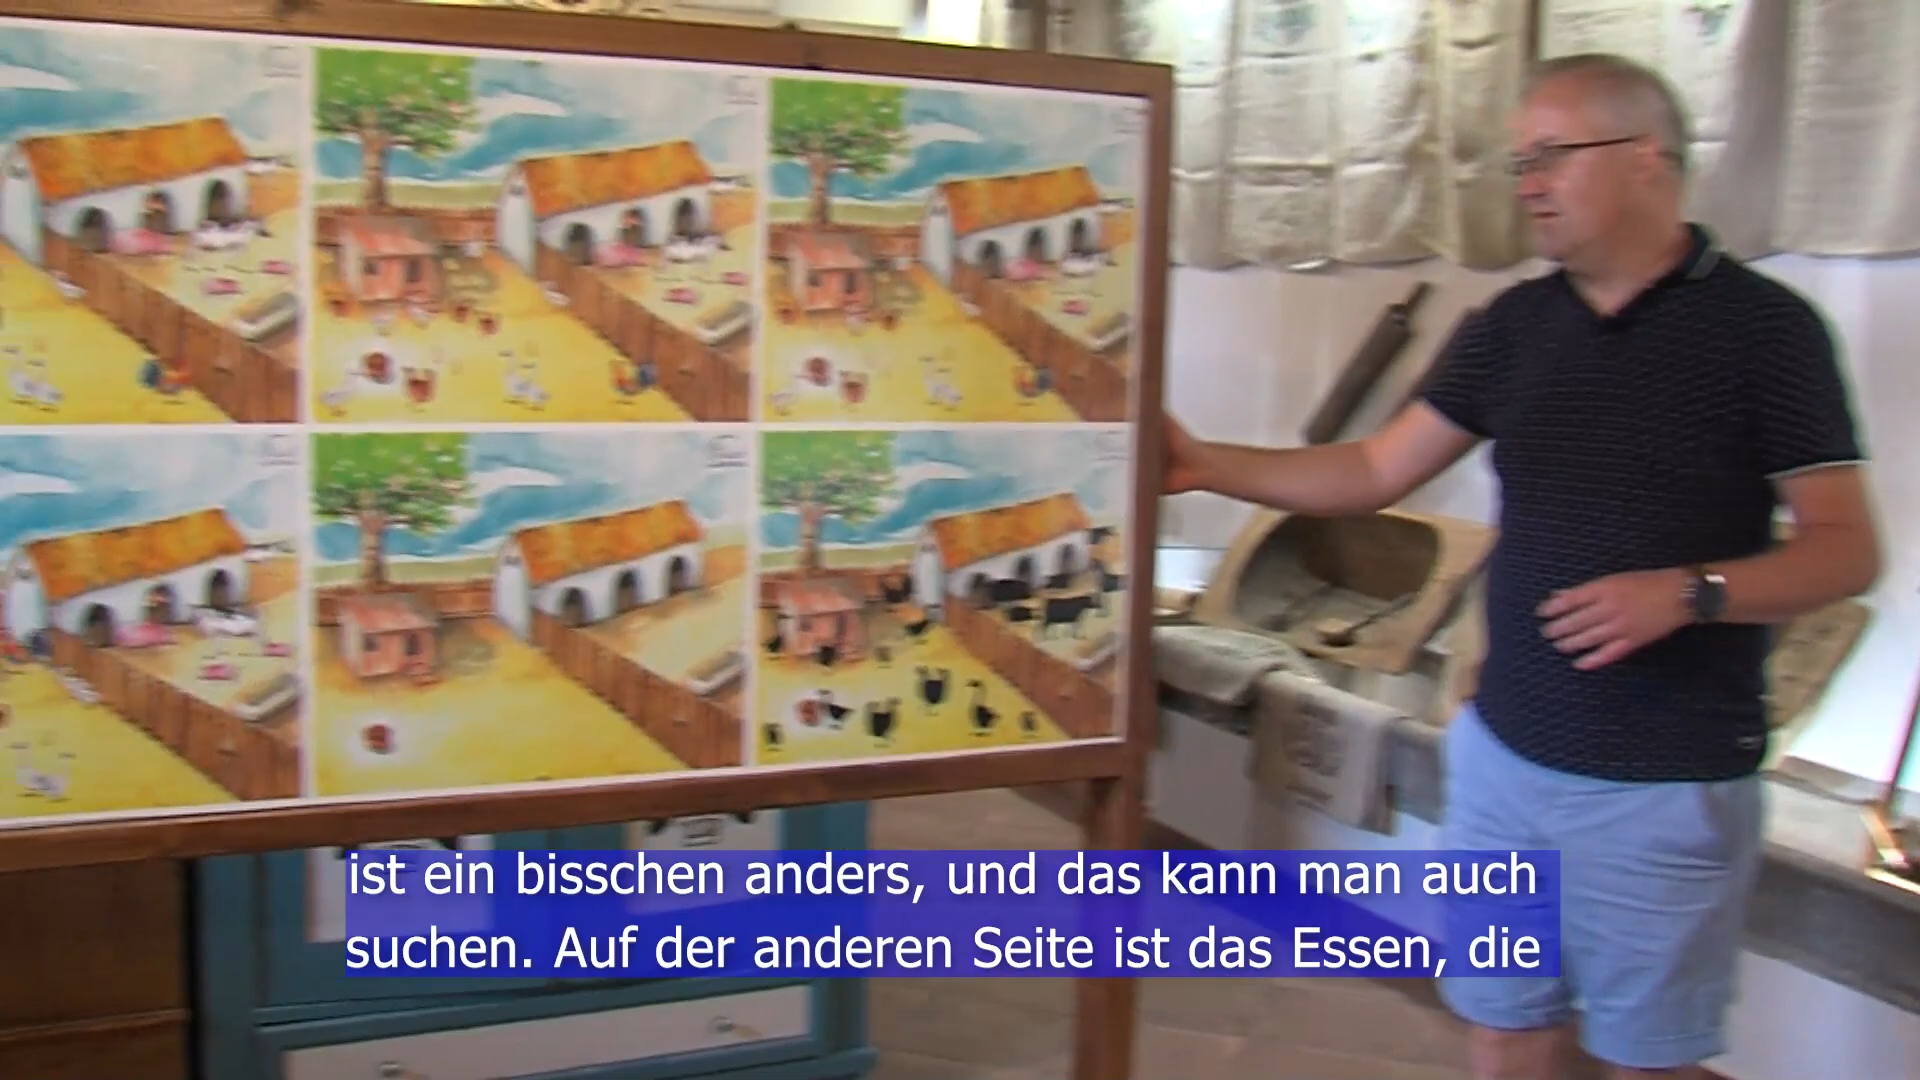 ist ein bisschen anders, und das kann man auch
suchen. Auf der anderen Seite ist das Essen, die